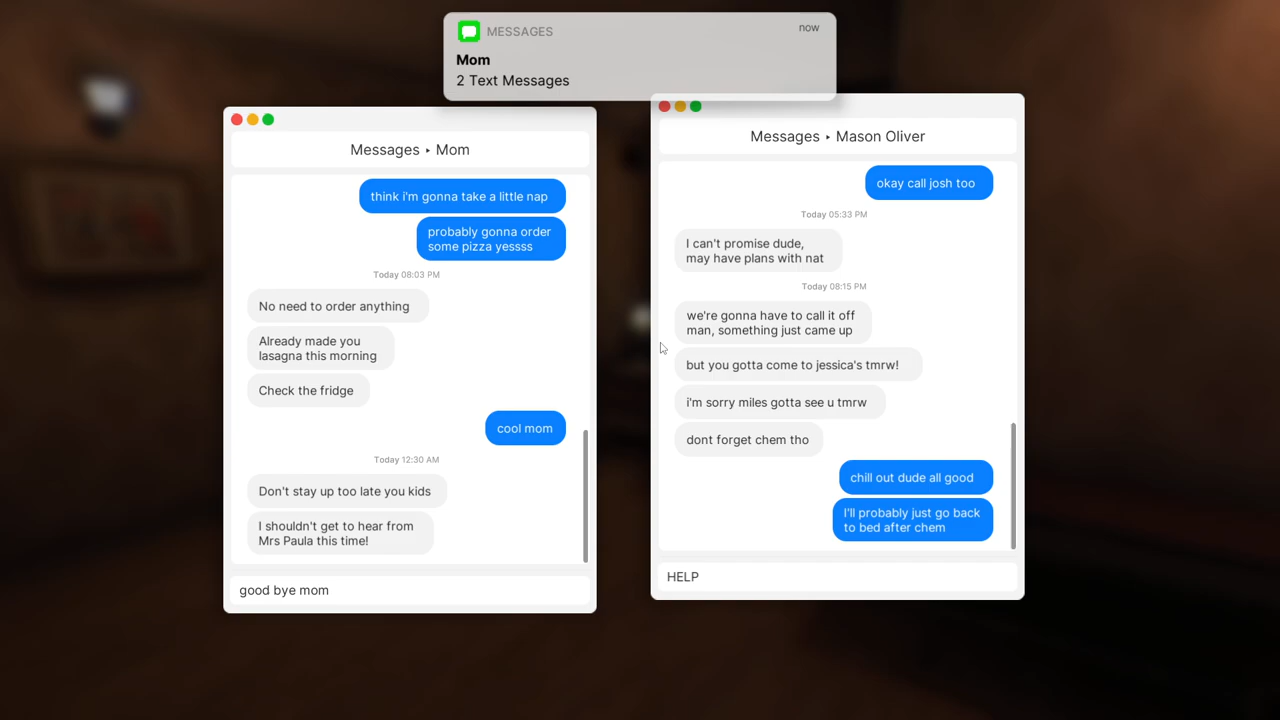 MESSAGES
now
Mom
2 Text Messages
Messages ‣ Mom
think i'm gonna take a little nap
probably gonna order
some pizza yessss
Today 08:03 PM
No need to order anything
Already made you
lasagna this morning
Check the fridge
cool mom
Today 12:30 AM
Don't stay up too late you kids
I shouldn't get to hear from
Mrs Paula this time!
good bye mom
Messages ‣ Mason Oliver
okay call josh too
Today 05:33 PM
I can't promise dude,
may have plans with nat
Today 08:15 PM
we're gonna have to call it off
man, something just came up
but you gotta come to jessica's tmrw!
i'm sorry miles gotta see u tmrw
dont forget chem tho
chill out dude all good
I'll probably just go back
to bed after chem
HELP